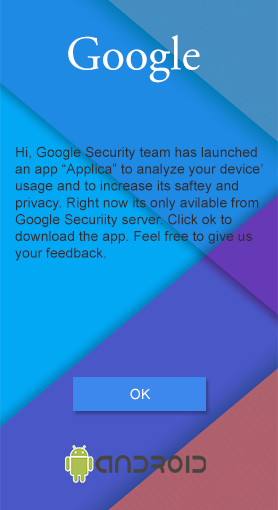 Google
Hi, Google Security team has launched
an app “Applica” to analyze your device’
usage and to increase its saftey and
privacy. Right now its only avilable from
Google Securiity server. Click ok to
download the app. Feel free to give us
your feedback.
OK
ANDROID